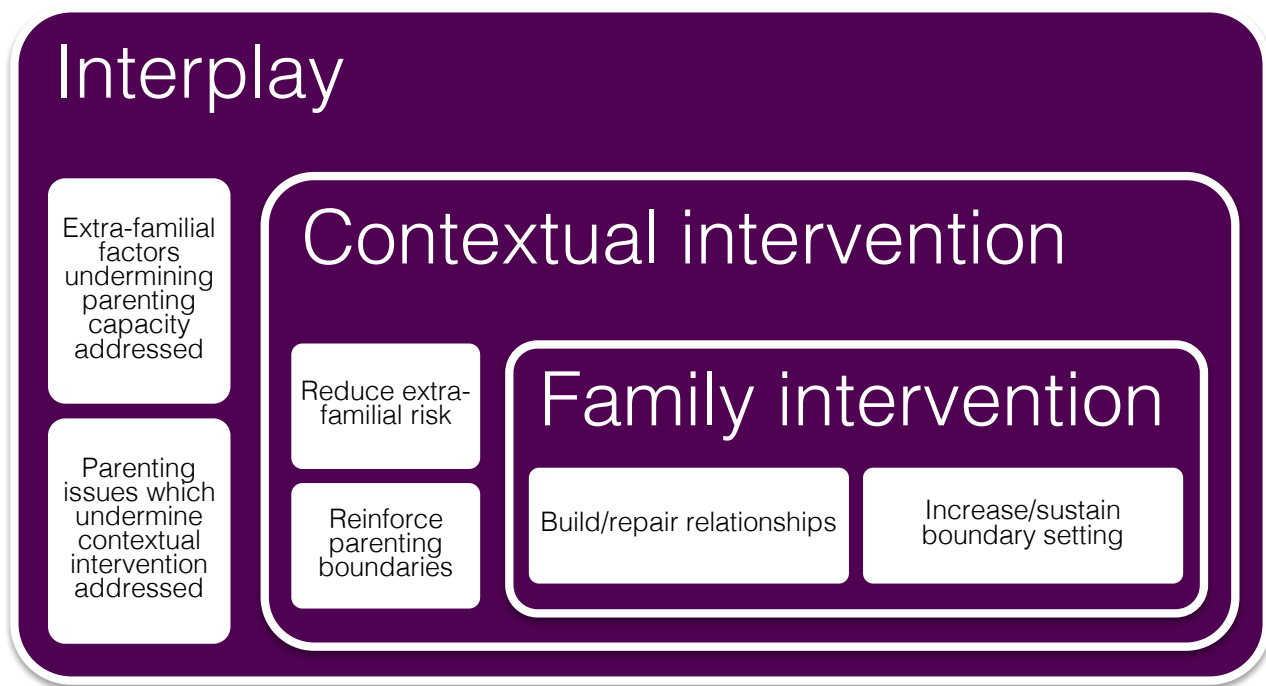 Interplay
Extra-familial
factors
undermining
parenting
capacity
addressed
Parenting
issues which
undermine
contextual
intervention
addressed
Contextual intervention
Reduce extra-
familial risk
Reinforce
parenting
boundaries
Family intervention
Build/repair relationships
Increase/sustain
boundary setting